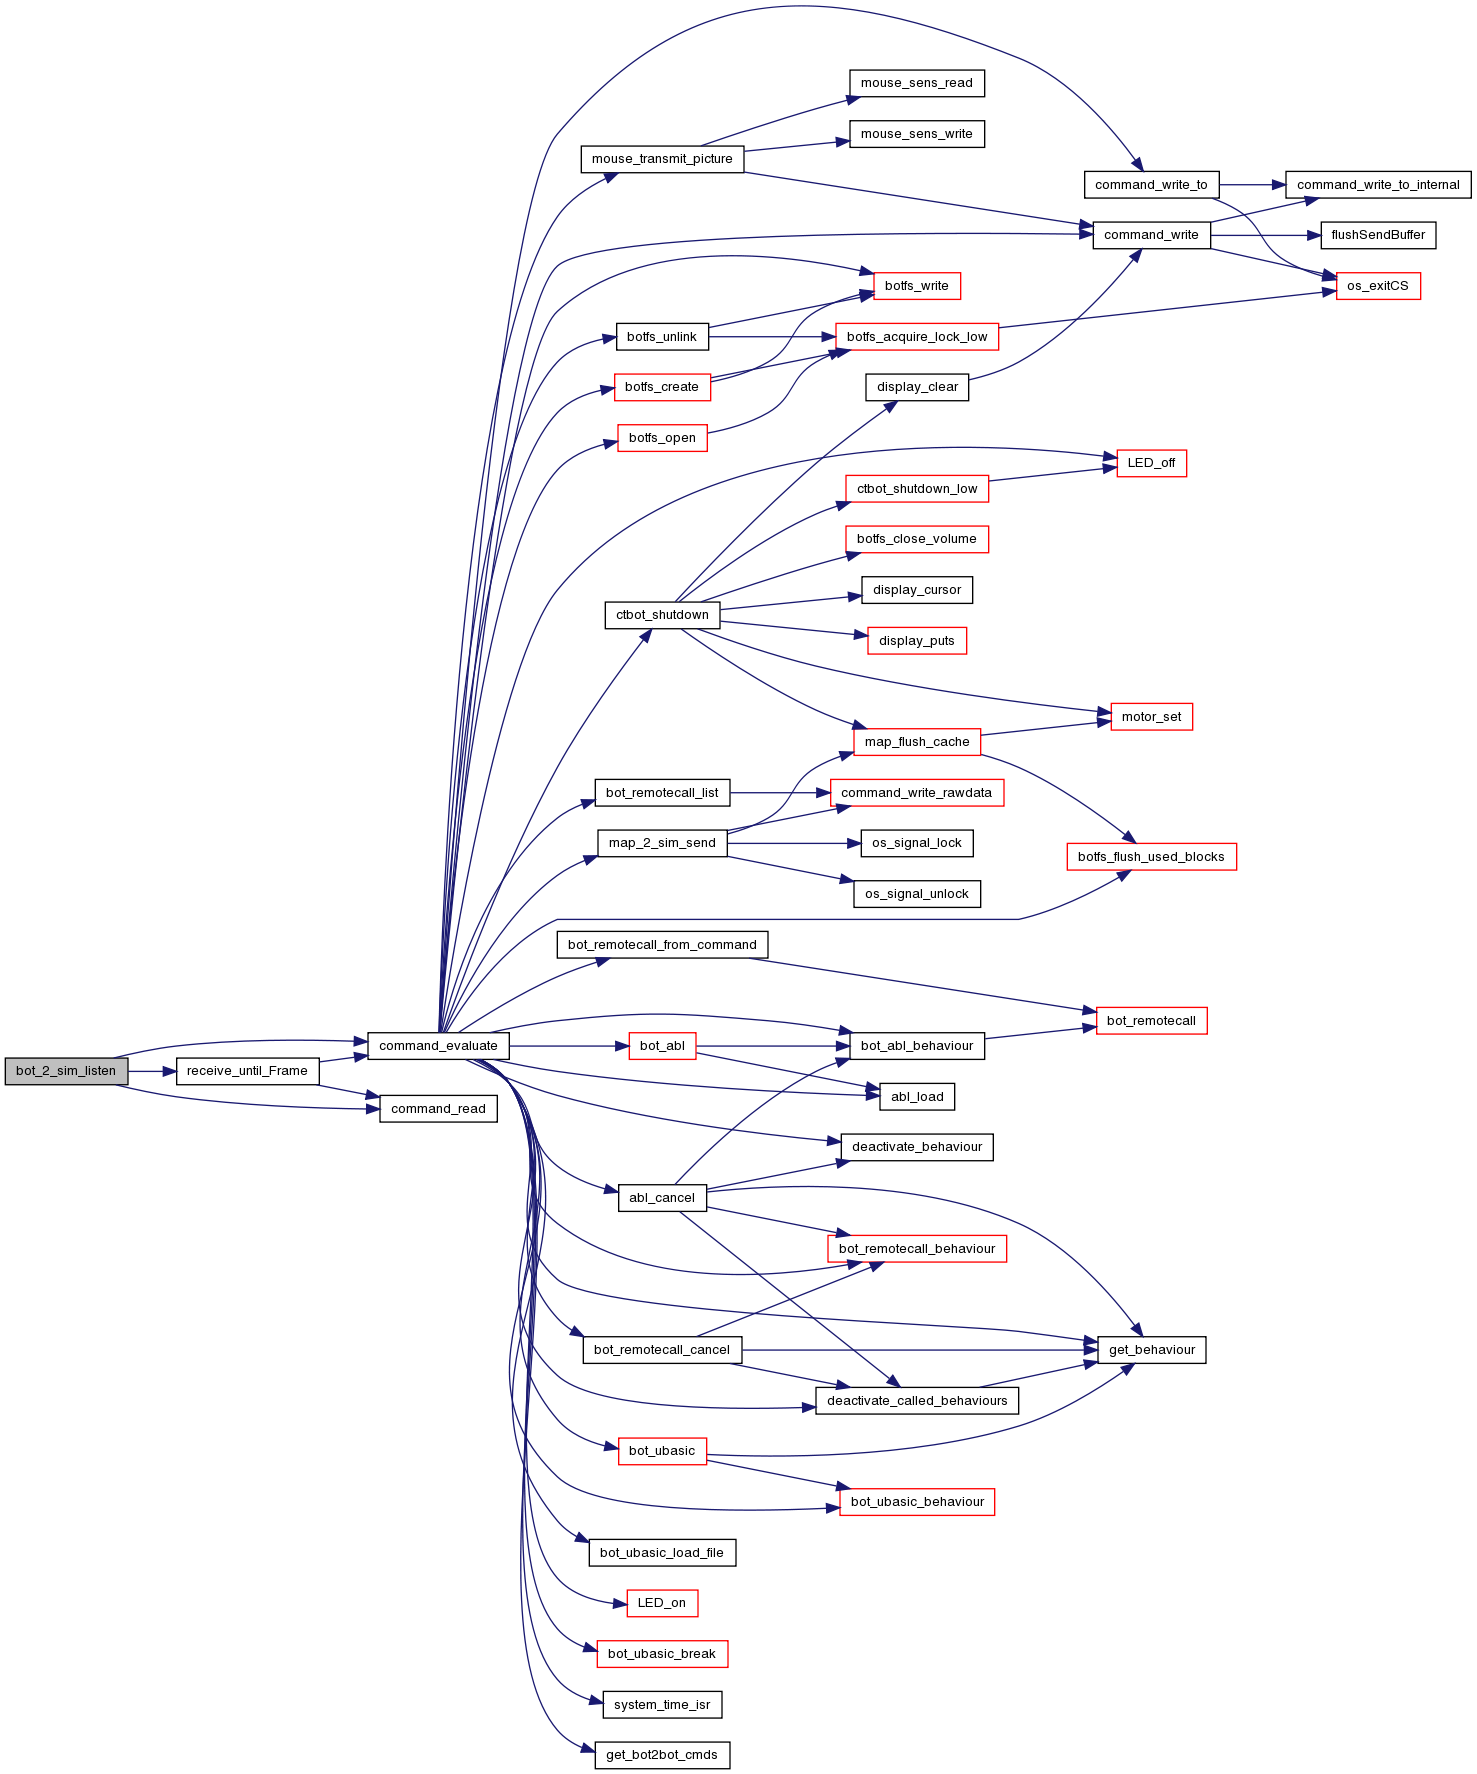 mouse_sens_read
mouse_sens_write
mouse_transmit_picture
command_write_to
command_write_to_internal
command_write
flushSendBuffer
botfs_write
os_exitCS
botfs_unlink
botfs_acquire_lock_low
botfs_create
display_clear
botfs_open
LED_off
ctbot_shutdown_low
botfs_close_volume
display_cursor
ctbot_shutdown
display_puts
motor_set
map_flush_cache
bot_remotecall_list
command_write_rawdata
map_2_sim_send
os_signal_lock
botfs_flush_used_blocks
os_signal_unlock
bot_remotecall_from_command
bot_remotecall
command_evaluate
bot_abl
bot_abl_behaviour
bot_2_sim_listen
receive_until_Frame
abl_load
command_read
deactivate_behaviour
abl_cancel
bot_remotecall_behaviour
bot_remotecall_cancel
get_behaviour
deactivate_called_behaviours
bot_ubasic
bot_ubasic_behaviour
bot_ubasic_load_file
LED_on
bot_ubasic_break
system_time_isr
get_bot2bot_cmds